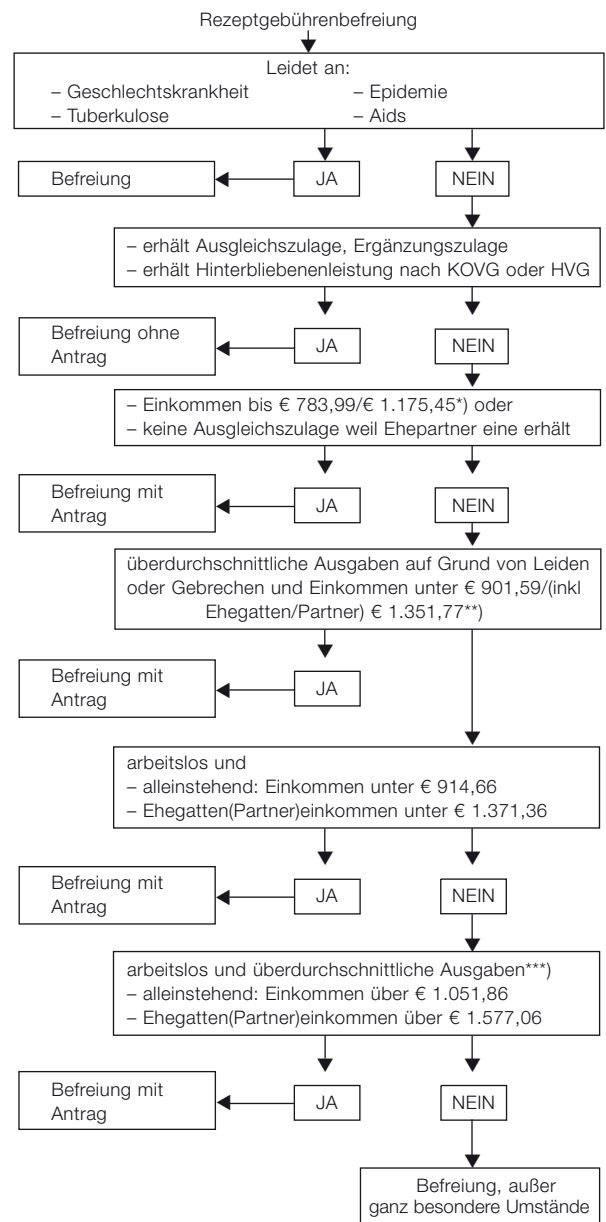 Rezeptgebührenbefreiung
Leidet an:
– Geschlechtskrankheit – Epidemie
– Tuberkulose – Aids
Befreiung JA NEIN
– erhält Ausgleichszulage, Ergänzungszulage
– erhält Hinterbliebenenleistung nach KOVG oder HVG
Befreiung ohne
Antrag JA NEIN
– Einkommen bis € 783,99/€ 1.175,45*) oder
– keine Ausgleichszulage weil Ehepartner eine erhält
Befreiung mit
Antrag JA NEIN
überdurchschnittliche Ausgaben auf Grund von Leiden
oder Gebrechen und Einkommen unter € 901,59/(inkl
Ehegatten/Partner) € 1.351,77**)
Befreiung mit
Antrag JA
arbeitslos und
– alleinstehend: Einkommen unter € 914,66
– Ehegatten(Partner)einkommen unter € 1.371,36
Befreiung mit
Antrag JA NEIN
arbeitslos und überdurchschnittliche Ausgaben***)
– alleinstehend: Einkommen über € 1.051,86
– Ehegatten(Partner)einkommen über € 1.577,06
Befreiung mit
Antrag JA NEIN
Befreiung, außer
ganz besondere Umstände